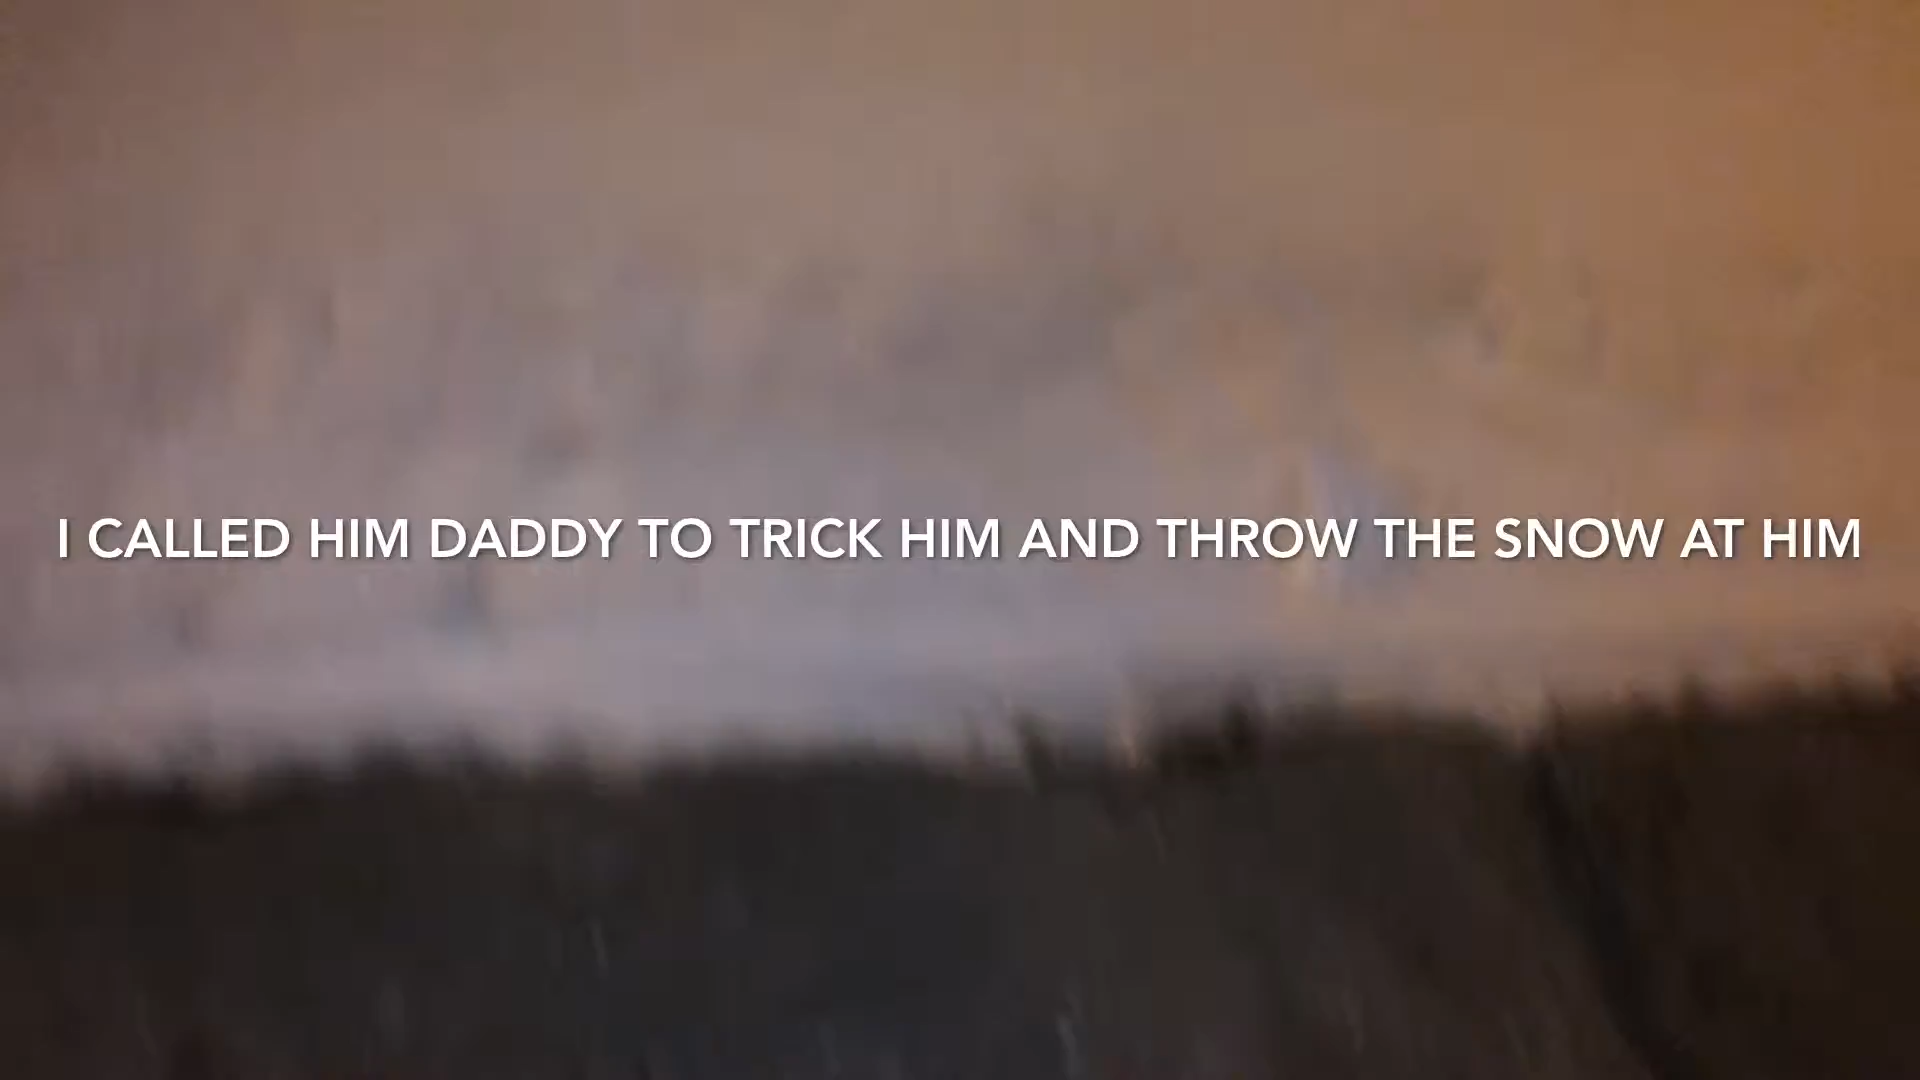 I CALLED HIM DADDY TO TRICK HIM AND THROW THE SNOW AT HIM